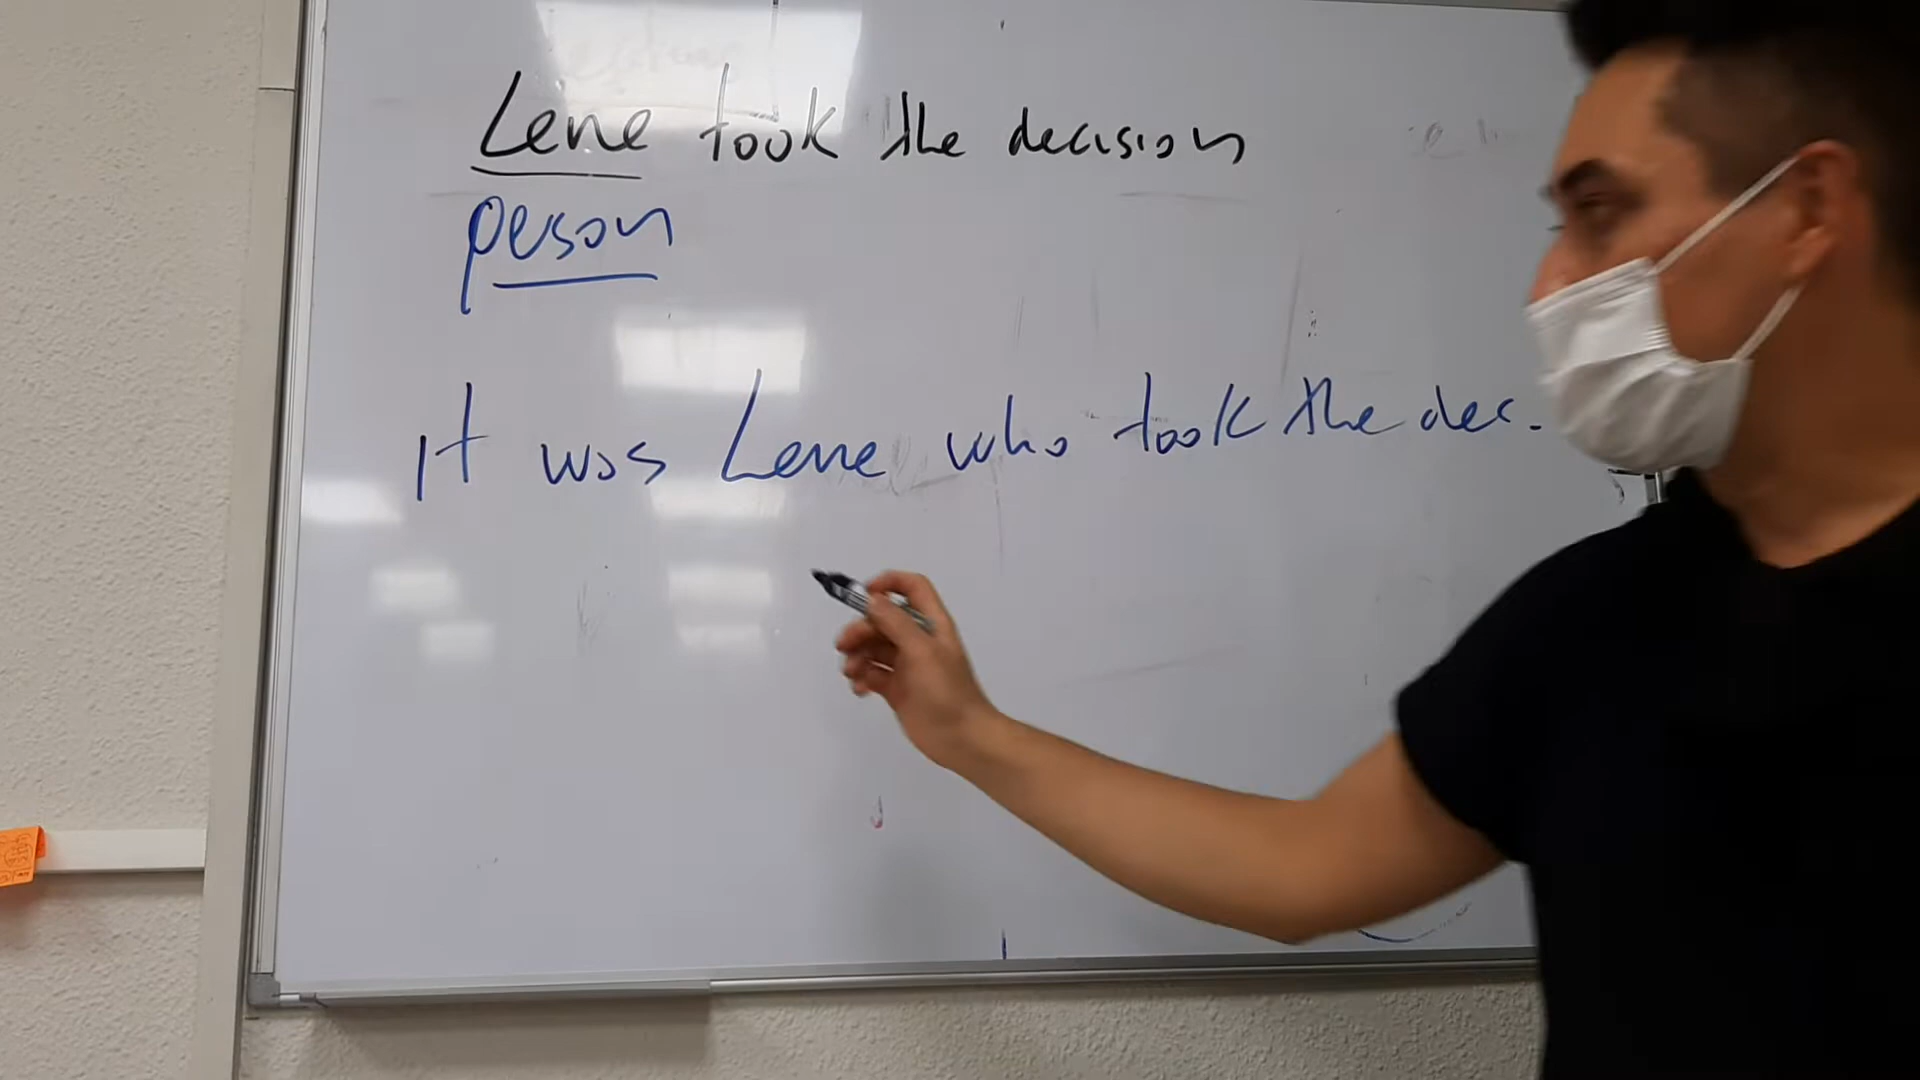 Lene took the decision
person
It was Lene who took the dec.